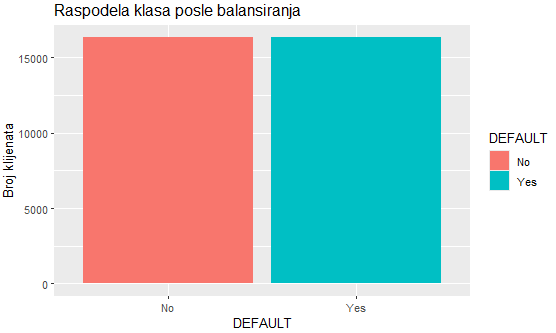 Raspodela klasa posle balansiranja
Broj klijenata
15000
10000
5000
0
No
Yes
DEFAULT
DEFAULT
No
Yes